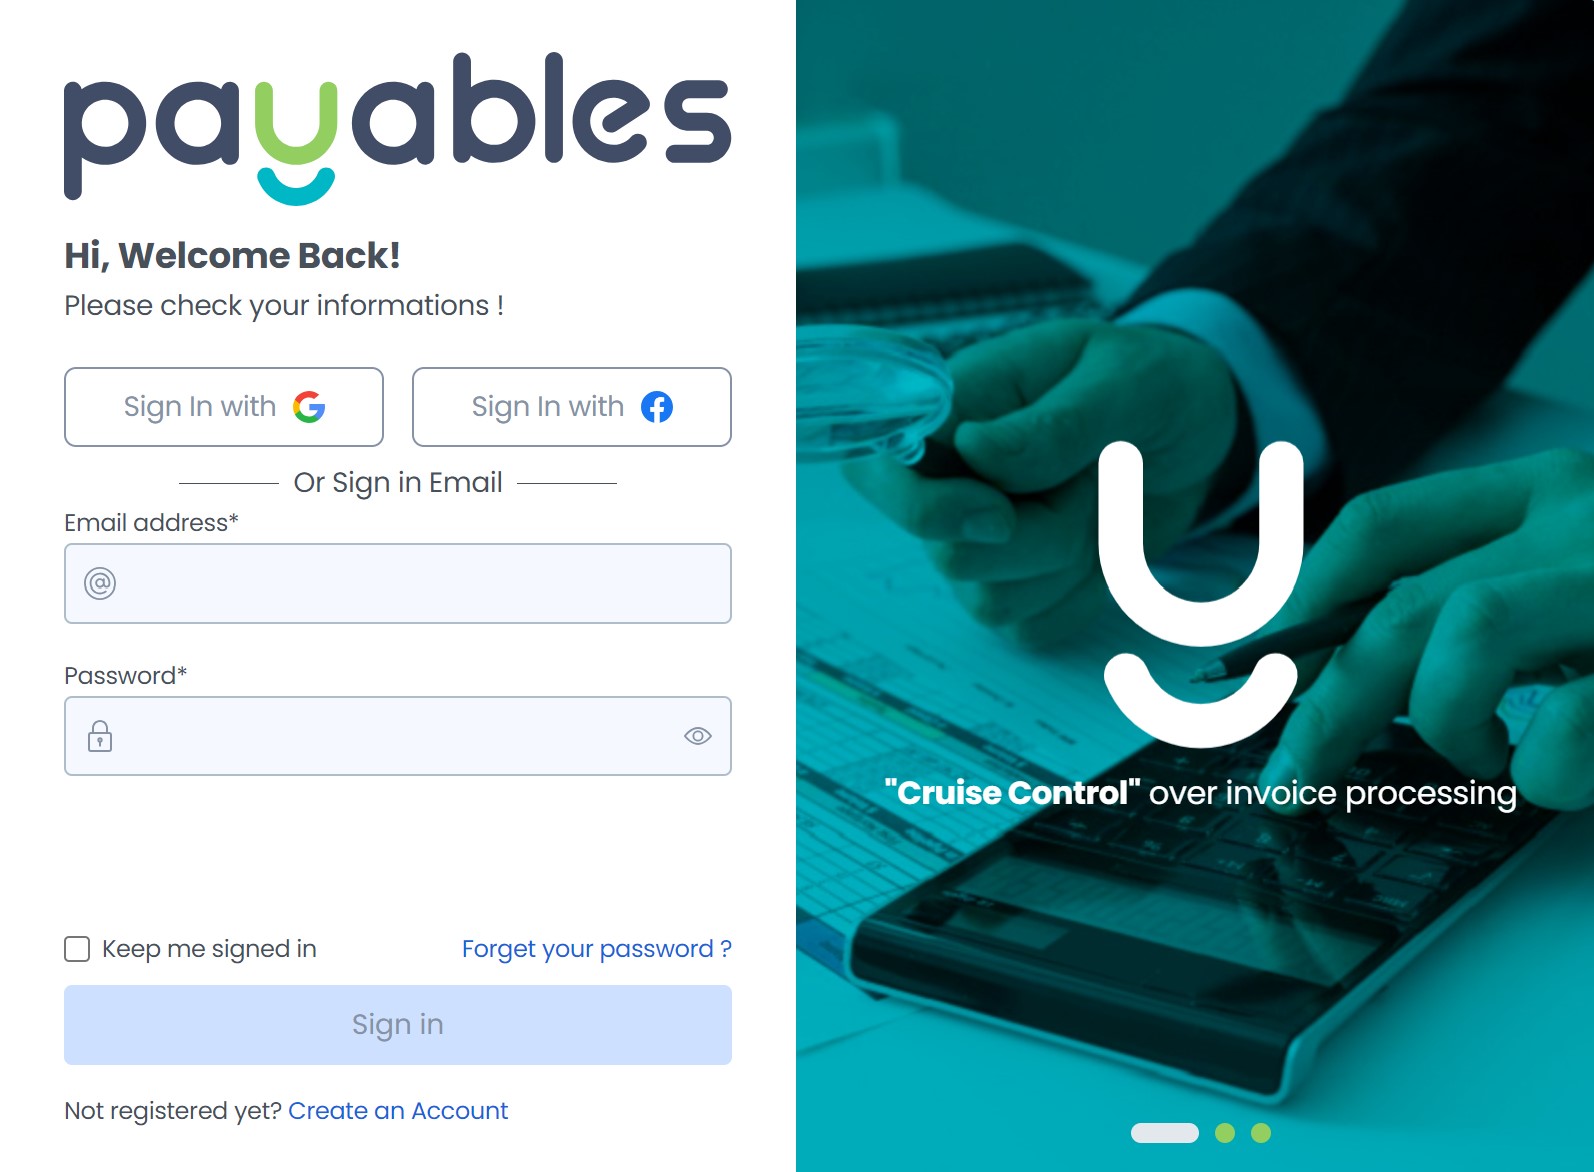 payables
Hi, Welcome Back!
Please check your informations !
Sign In with
Sign In with
Or Sign in Email
Email address*
Password*
Keep me signed in
Forget your password ?
Sign in
Not registered yet? Create an Account
"Cruise Control" over invoice processing